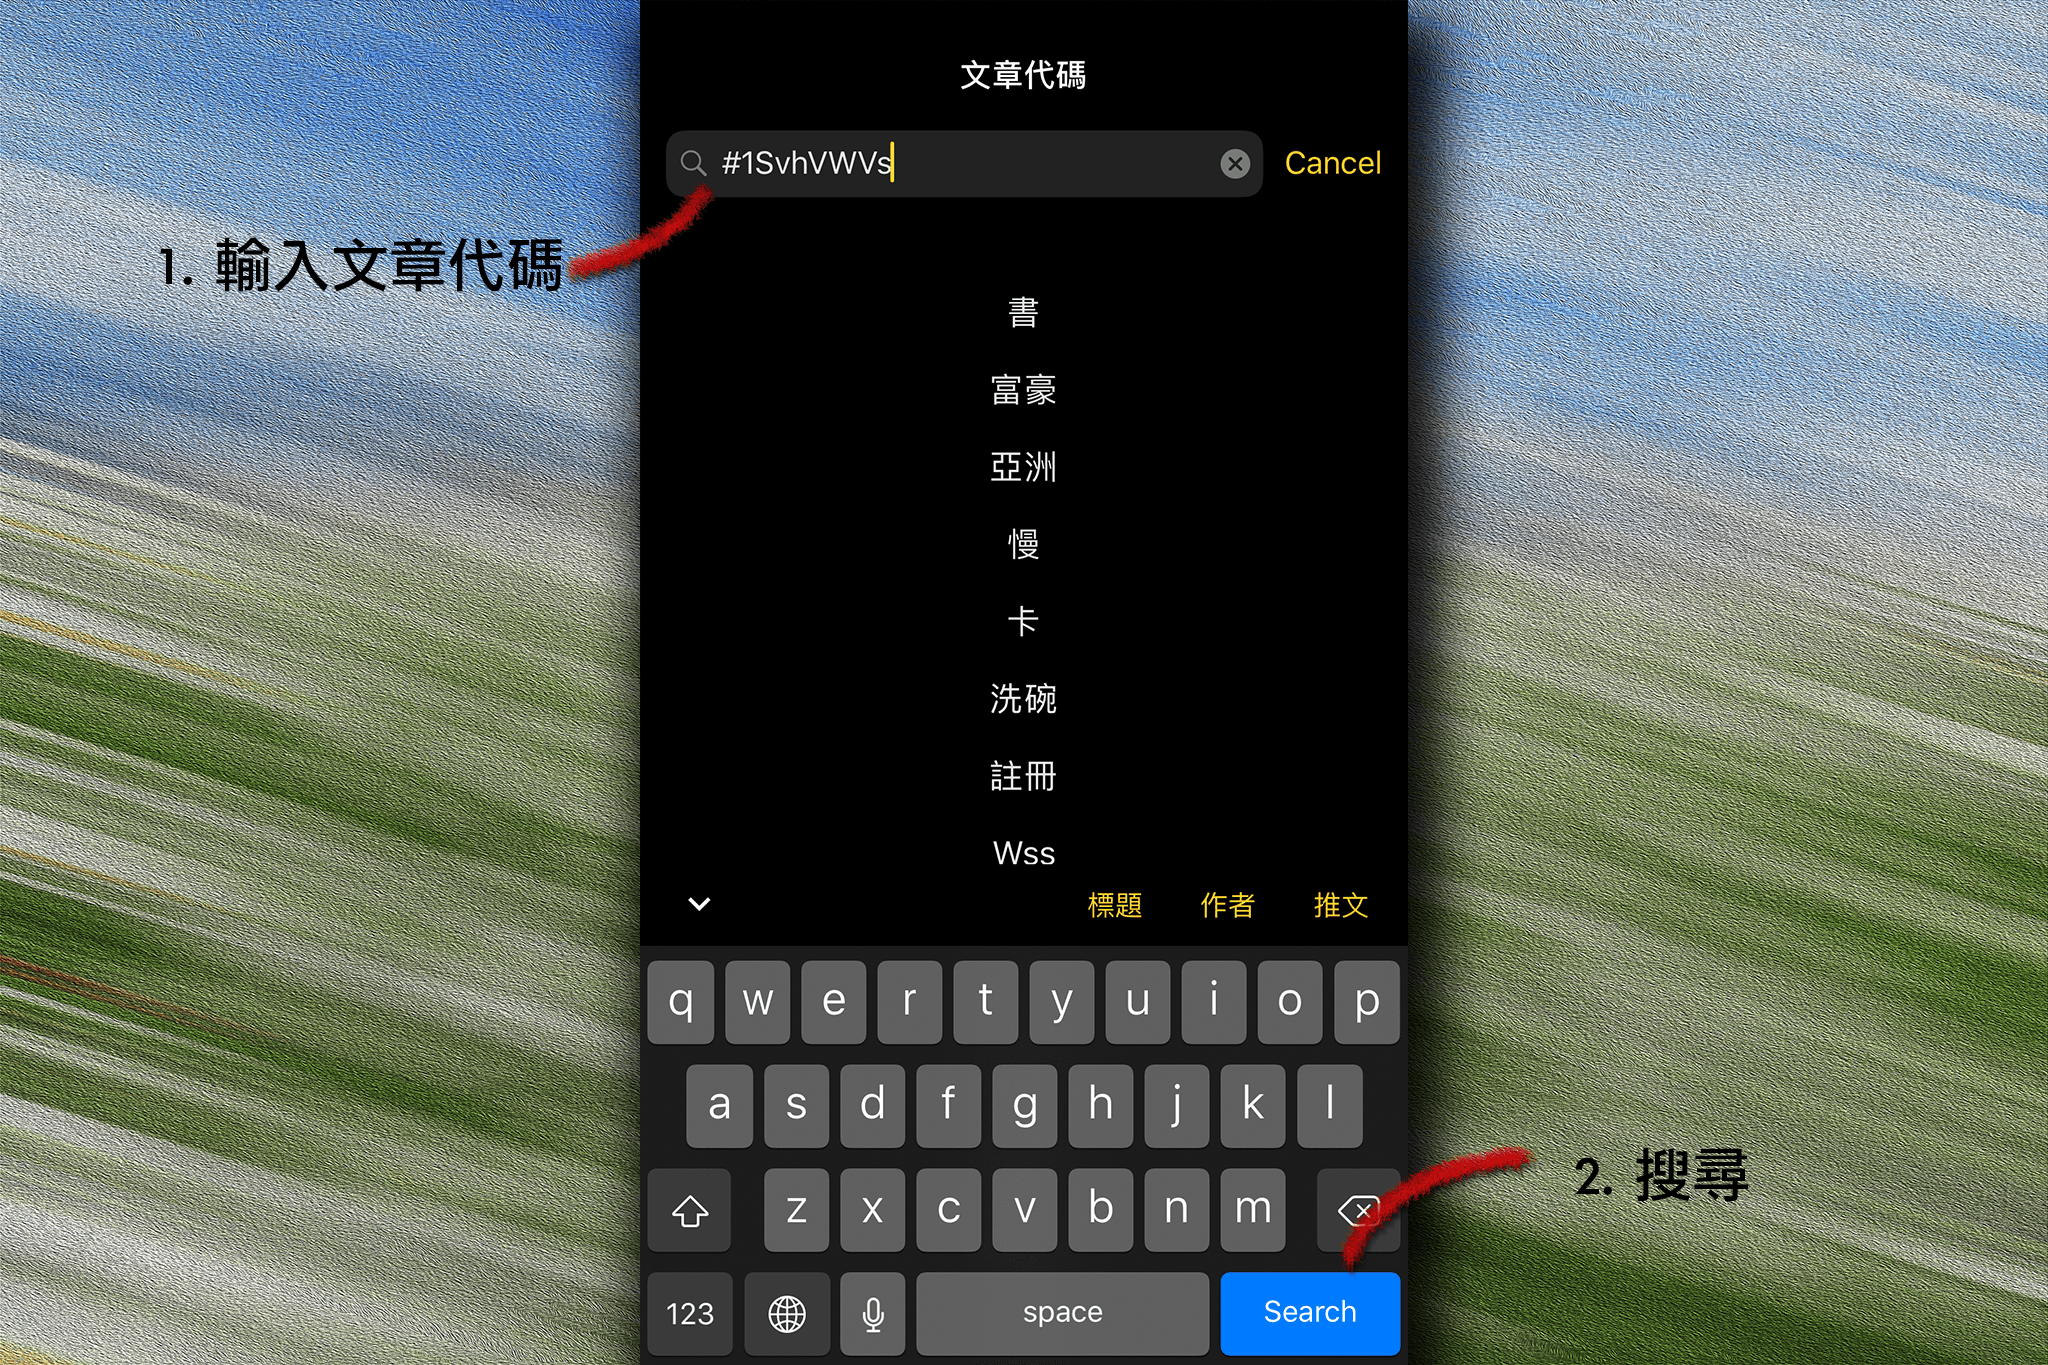 文章代碼
#1SvhVWVs
Cancel
1. 輸入文章代碼
書
富豪
亞洲
慢
卡
洗碗
註冊
Wss
標題 作者 推文
q w e r t y u i o p
a s d f g h j k l
2. 搜尋
z x c v b n m
123 space Search